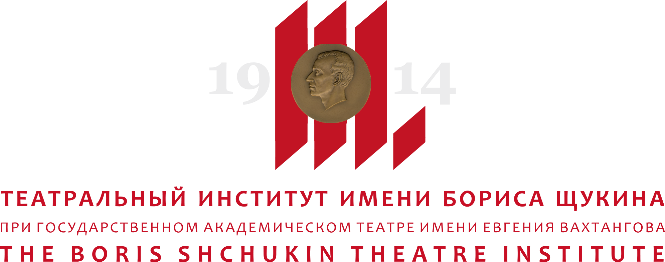 19 14
ТЕАТРАЛЬНЫЙ ИНСТИТУТ ИМЕНИ БОРИСА ЩУКИНА
ПРИ ГОСУДАРСТВЕННОМ АКАДЕМИЧЕСКОМ ТЕАТРЕ ИМЕНИ ЕВГЕНИЯ ВАХТАНГОВА
THE BORIS SHCHUKIN THEATRE INSTITUTE